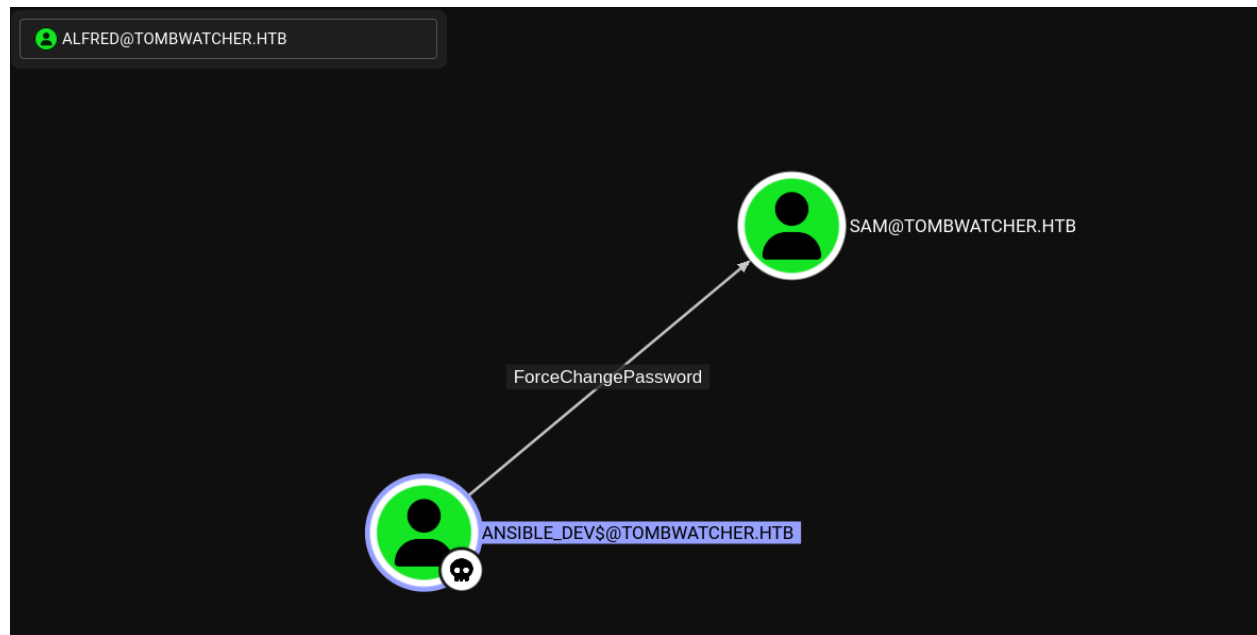 ALFRED@TOMBWATCHER.HTB
SAM@TOMBWATCHER.HTB
ForceChangePassword
ANSIBLE_DEV$@TOMBWATCHER.HTB